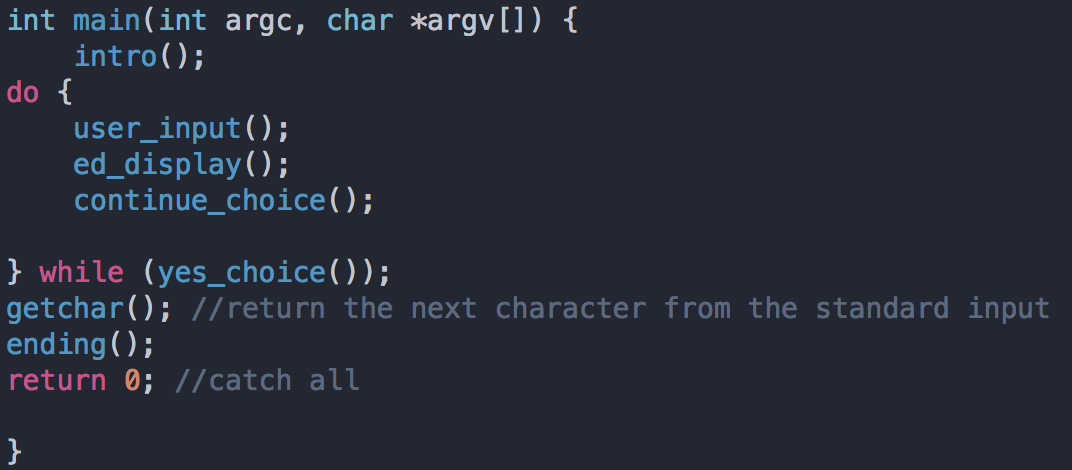 int main(int argc, char *argv[]) {
    intro();
do {
    user_input();
    ed_display();
    continue_choice();

} while (yes_choice());
getchar(); //return the next character from the standard input
ending();
return 0; //catch all

}